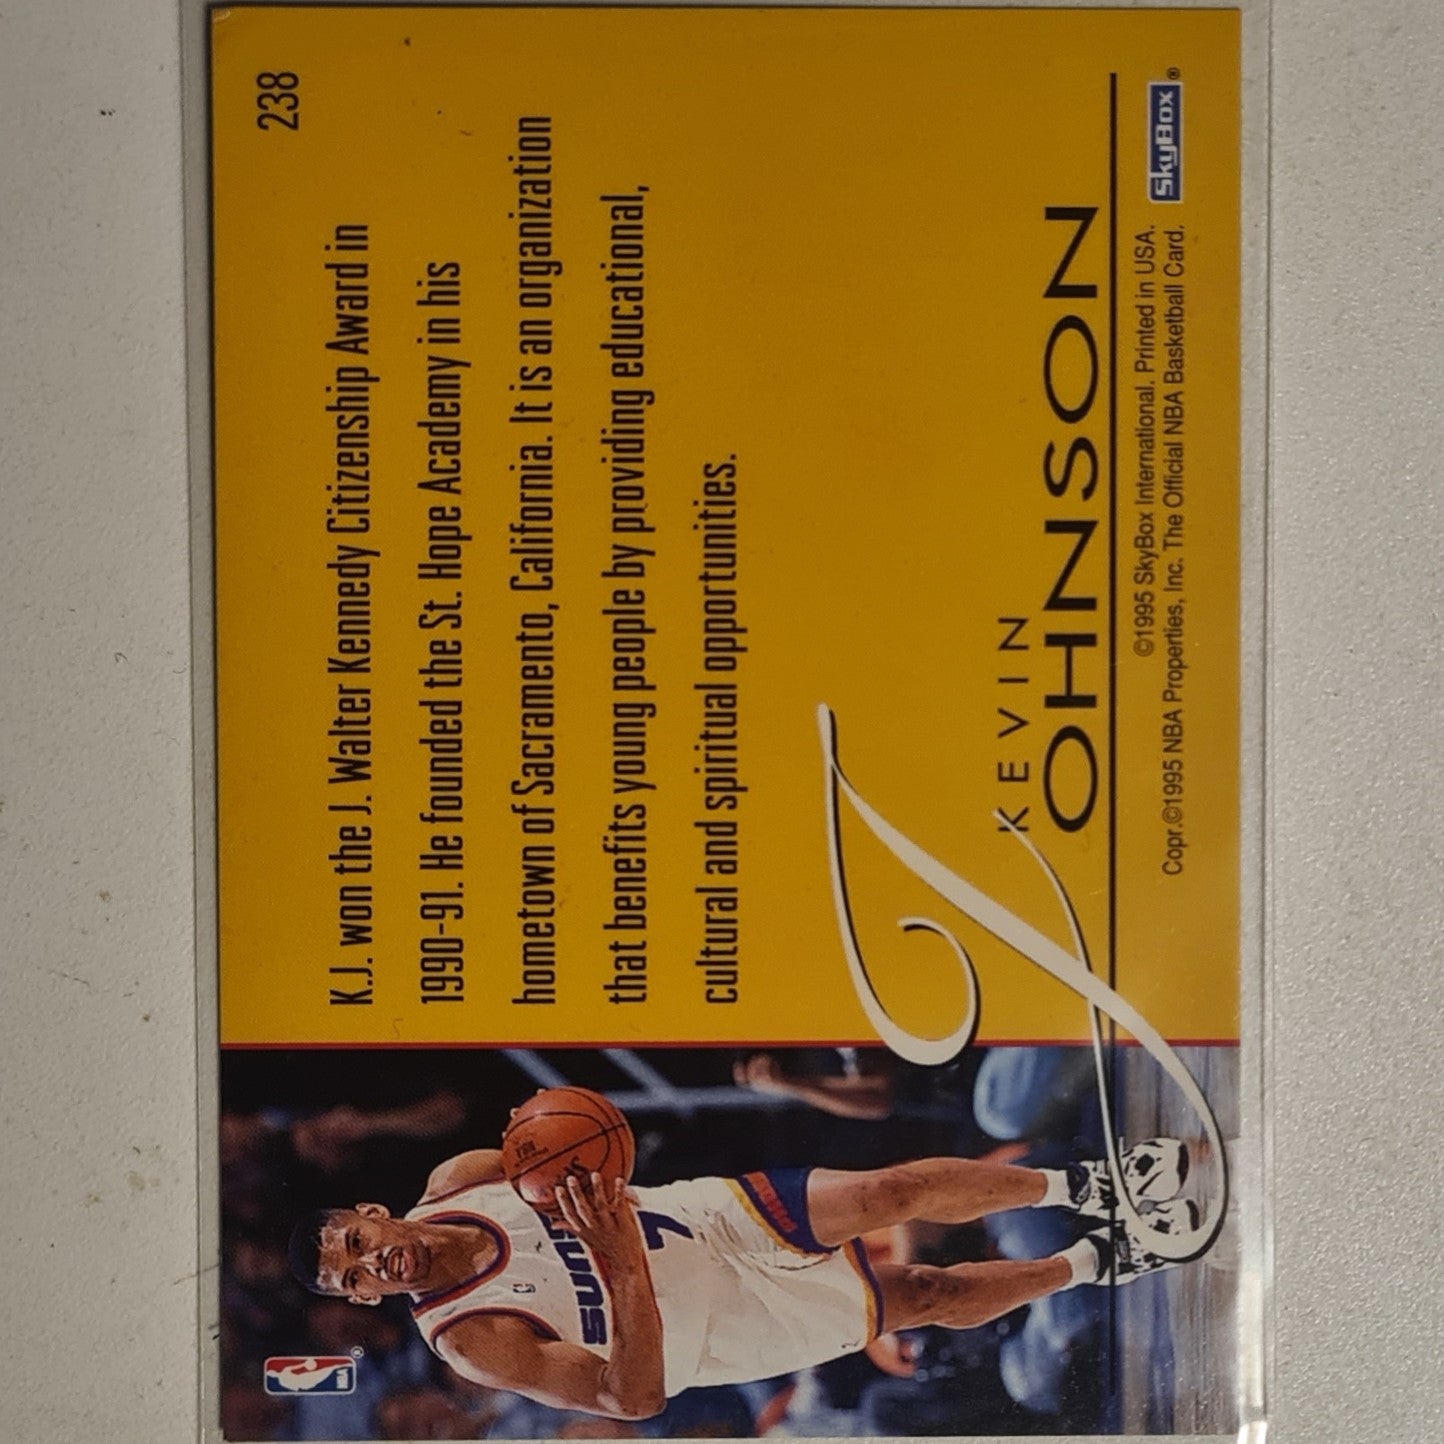 238
K.J. won the J. Walter Kennedy Citizenship Award in
1990-91. He founded the St. Hope Academy in his
hometown of Sacramento, California. It is an organization
that benefits young people by providing educational,
cultural and spiritual opportunities.
KEVIN
JOHNSON
©1995 SkyBox International. Printed in USA.
Copr.©1995 NBA Properties, Inc. The Official NBA Basketball Card.
SkyBox®
NBA®
SUNS
7